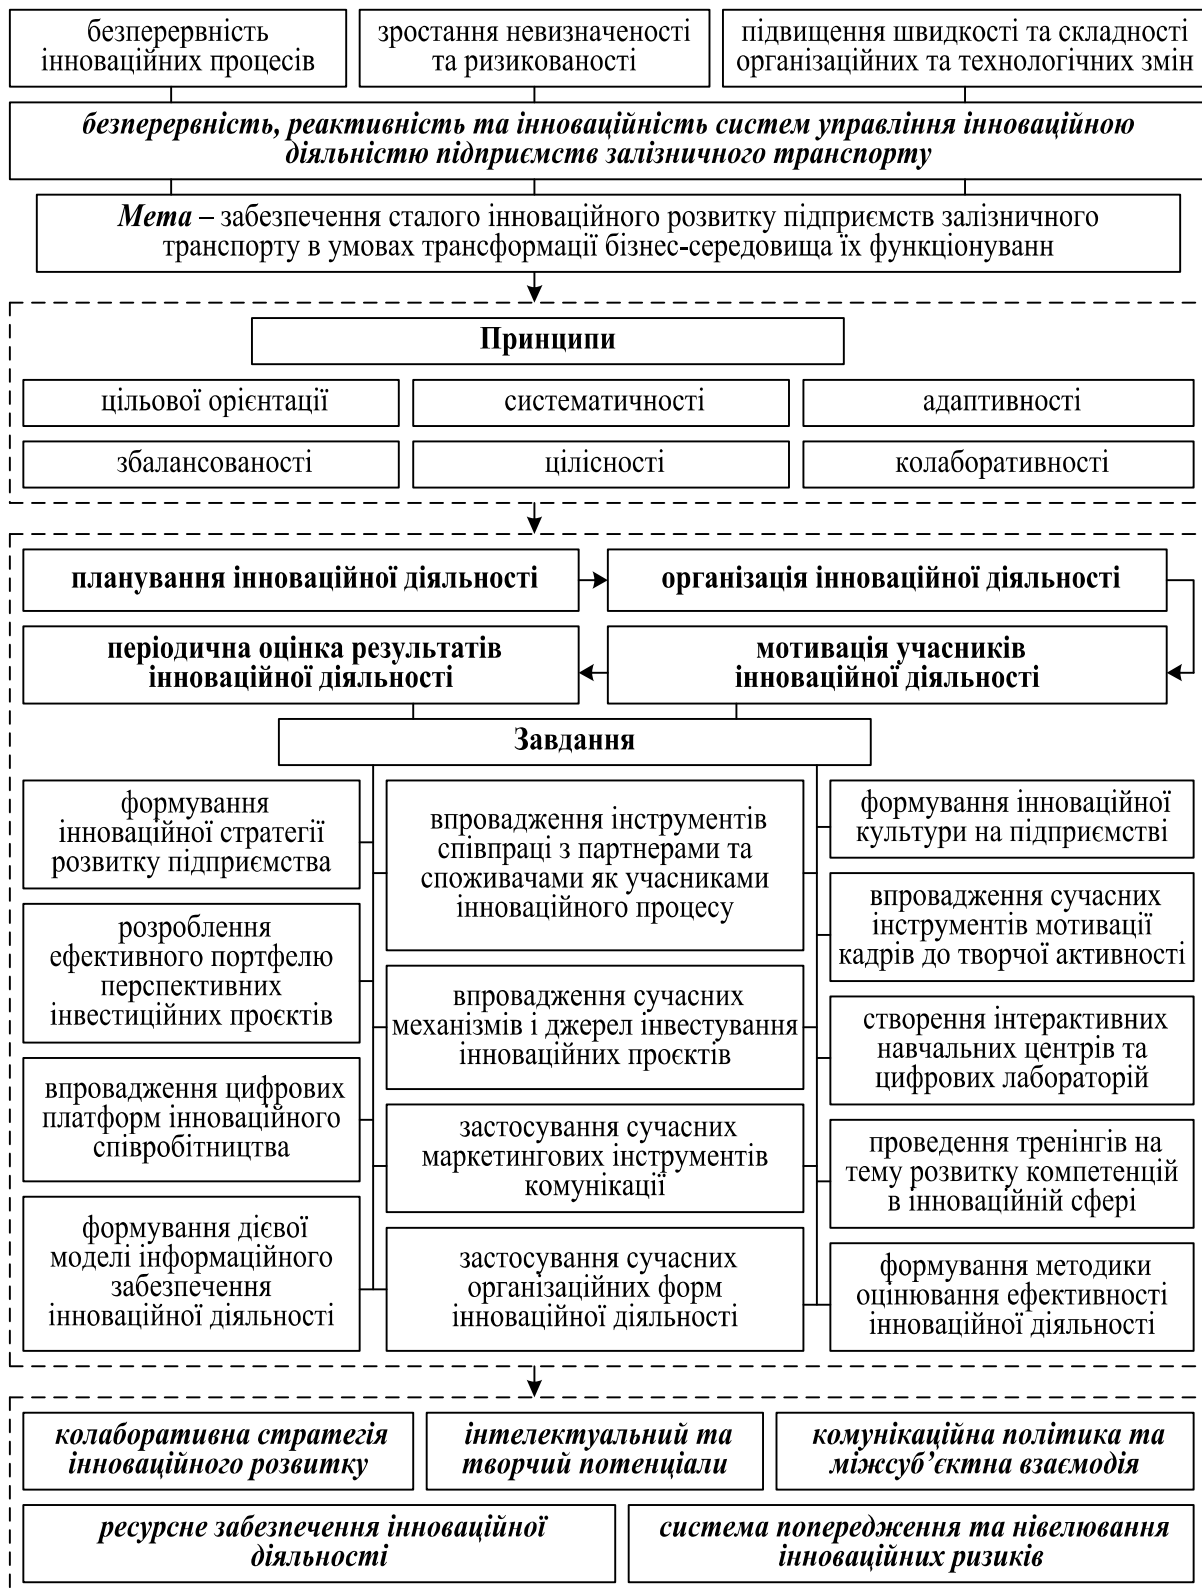 безперервність
інноваційних процесів
зростання невизначеності
та ризикованості
підвищення швидкості та складності
організаційних та технологічних змін
безперервність, реактивність та інноваційність систем управління інноваційною
діяльністю підприємств залізничного транспорту
Мета – забезпечення сталого інноваційного розвитку підприємств залізничного
транспорту в умовах трансформації бізнес-середовища їх функціонуванн
Принципи
цільової орієнтації
систематичності
адаптивності
збалансованості
цілісності
колаборативності
планування інноваційної діяльності
організація інноваційної діяльності
періодична оцінка результатів
інноваційної діяльності
мотивація учасників
інноваційної діяльності
Завдання
формування
інноваційної стратегії
розвитку підприємства
розроблення
ефективного портфелю
перспективних
інвестиційних проєктів
впровадження цифрових
платформ інноваційного
співробітництва
формування дієвої
моделі інформаційного
забезпечення
інноваційної діяльності
впровадження інструментів
співпраці з партнерами та
споживачами як учасниками
інноваційного процесу
впровадження сучасних
механізмів і джерел інвестування
інноваційних проєктів
застосування сучасних
маркетингових інструментів
комунікації
застосування сучасних
організаційних форм
інноваційної діяльності
формування інноваційної
культури на підприємстві
впровадження сучасних
інструментів мотивації
кадрів до творчої активності
створення інтерактивних
навчальних центрів та
цифрових лабораторій
проведення тренінгів на
тему розвитку компетенцій
в інноваційній сфері
формування методики
оцінювання ефективності
інноваційної діяльності
колаборативна стратегія
інноваційного розвитку
інтелектуальний та
творчий потенціали
комунікаційна політика та
міжсуб’єктна взаємодія
ресурсне забезпечення інноваційної
діяльності
система попередження та нівелювання
інноваційних ризиків